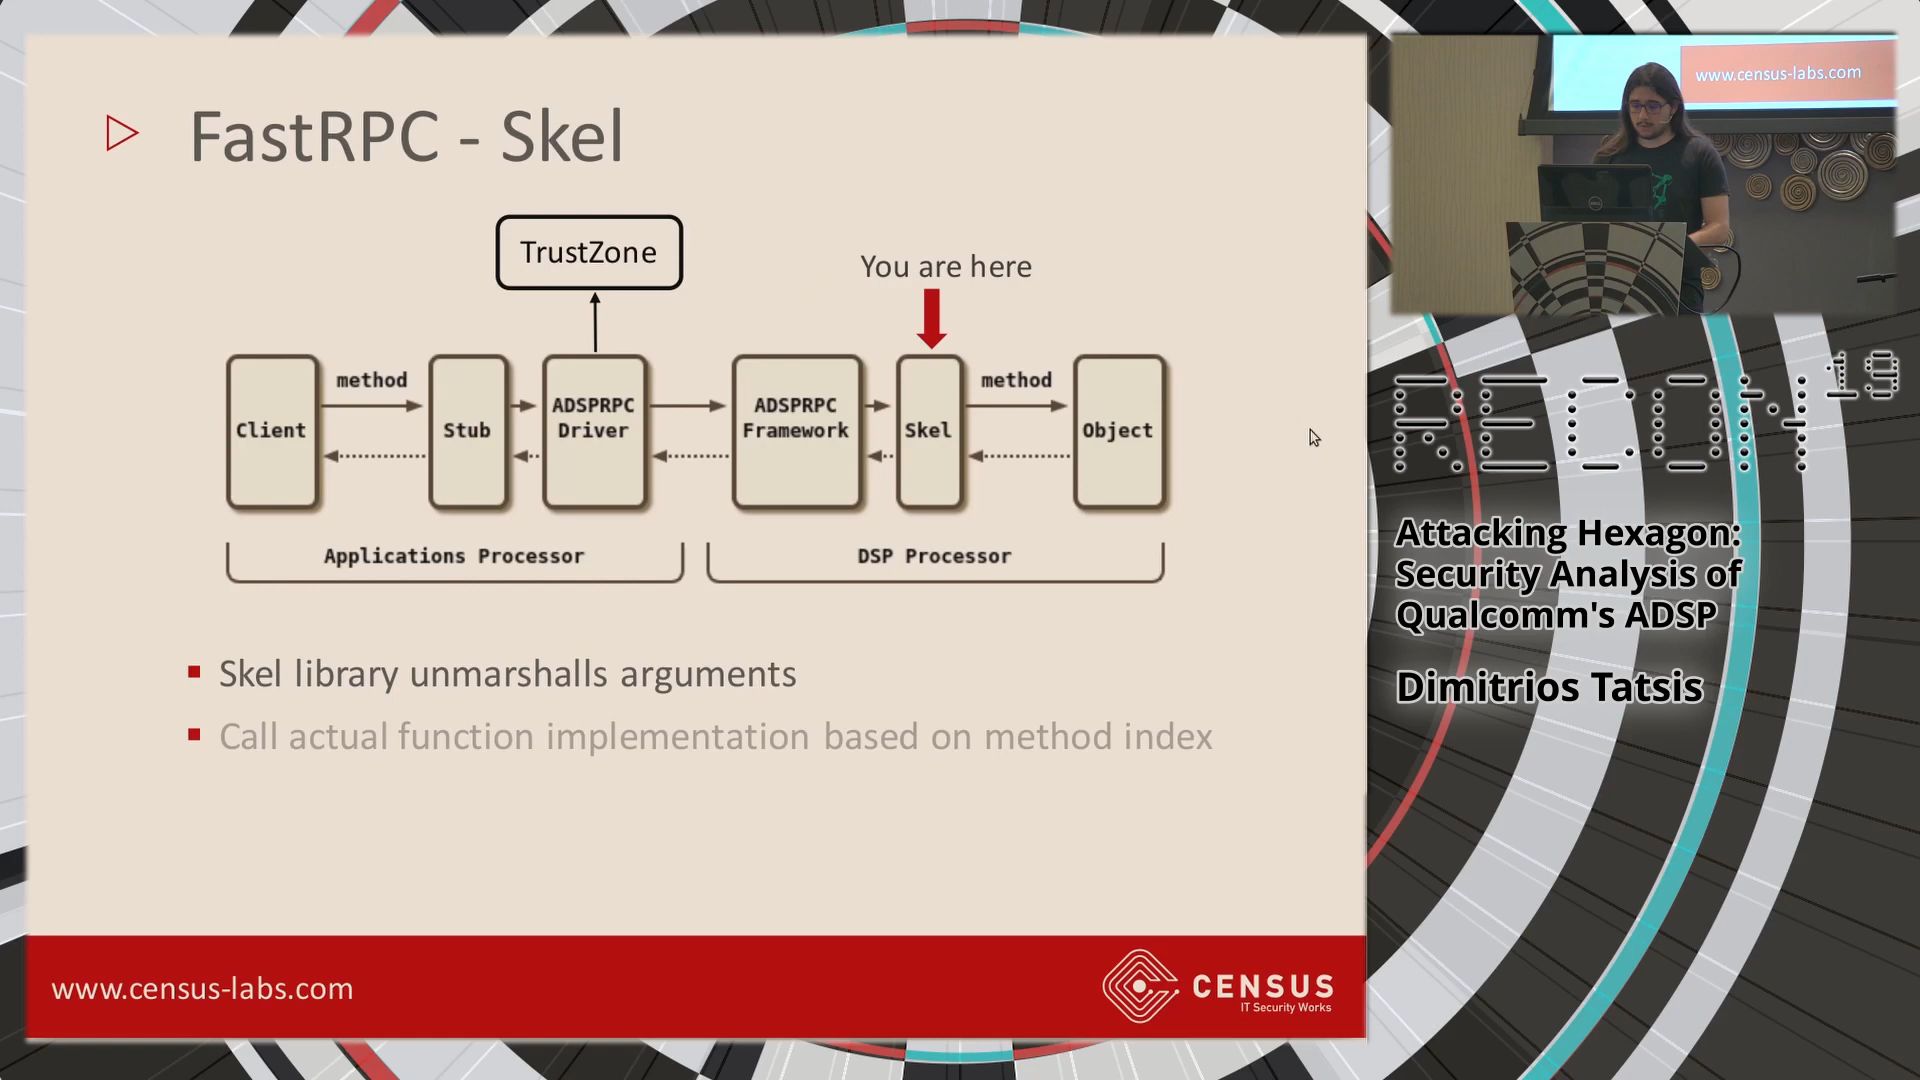 FastRPC - Skel
TrustZone
You are here
method
method
Client
Stub
ADSPRPC
Driver
ADSPRPC
Framework
Skel
Object
Applications Processor
DSP Processor
Skel library unmarshalls arguments
Call actual function implementation based on method index
www.census-labs.com
CENSUS
IT Security Works
www.census-labs.com
RECON 19
Attacking Hexagon:
Security Analysis of
Qualcomm's ADSP
Dimitrios Tatsis